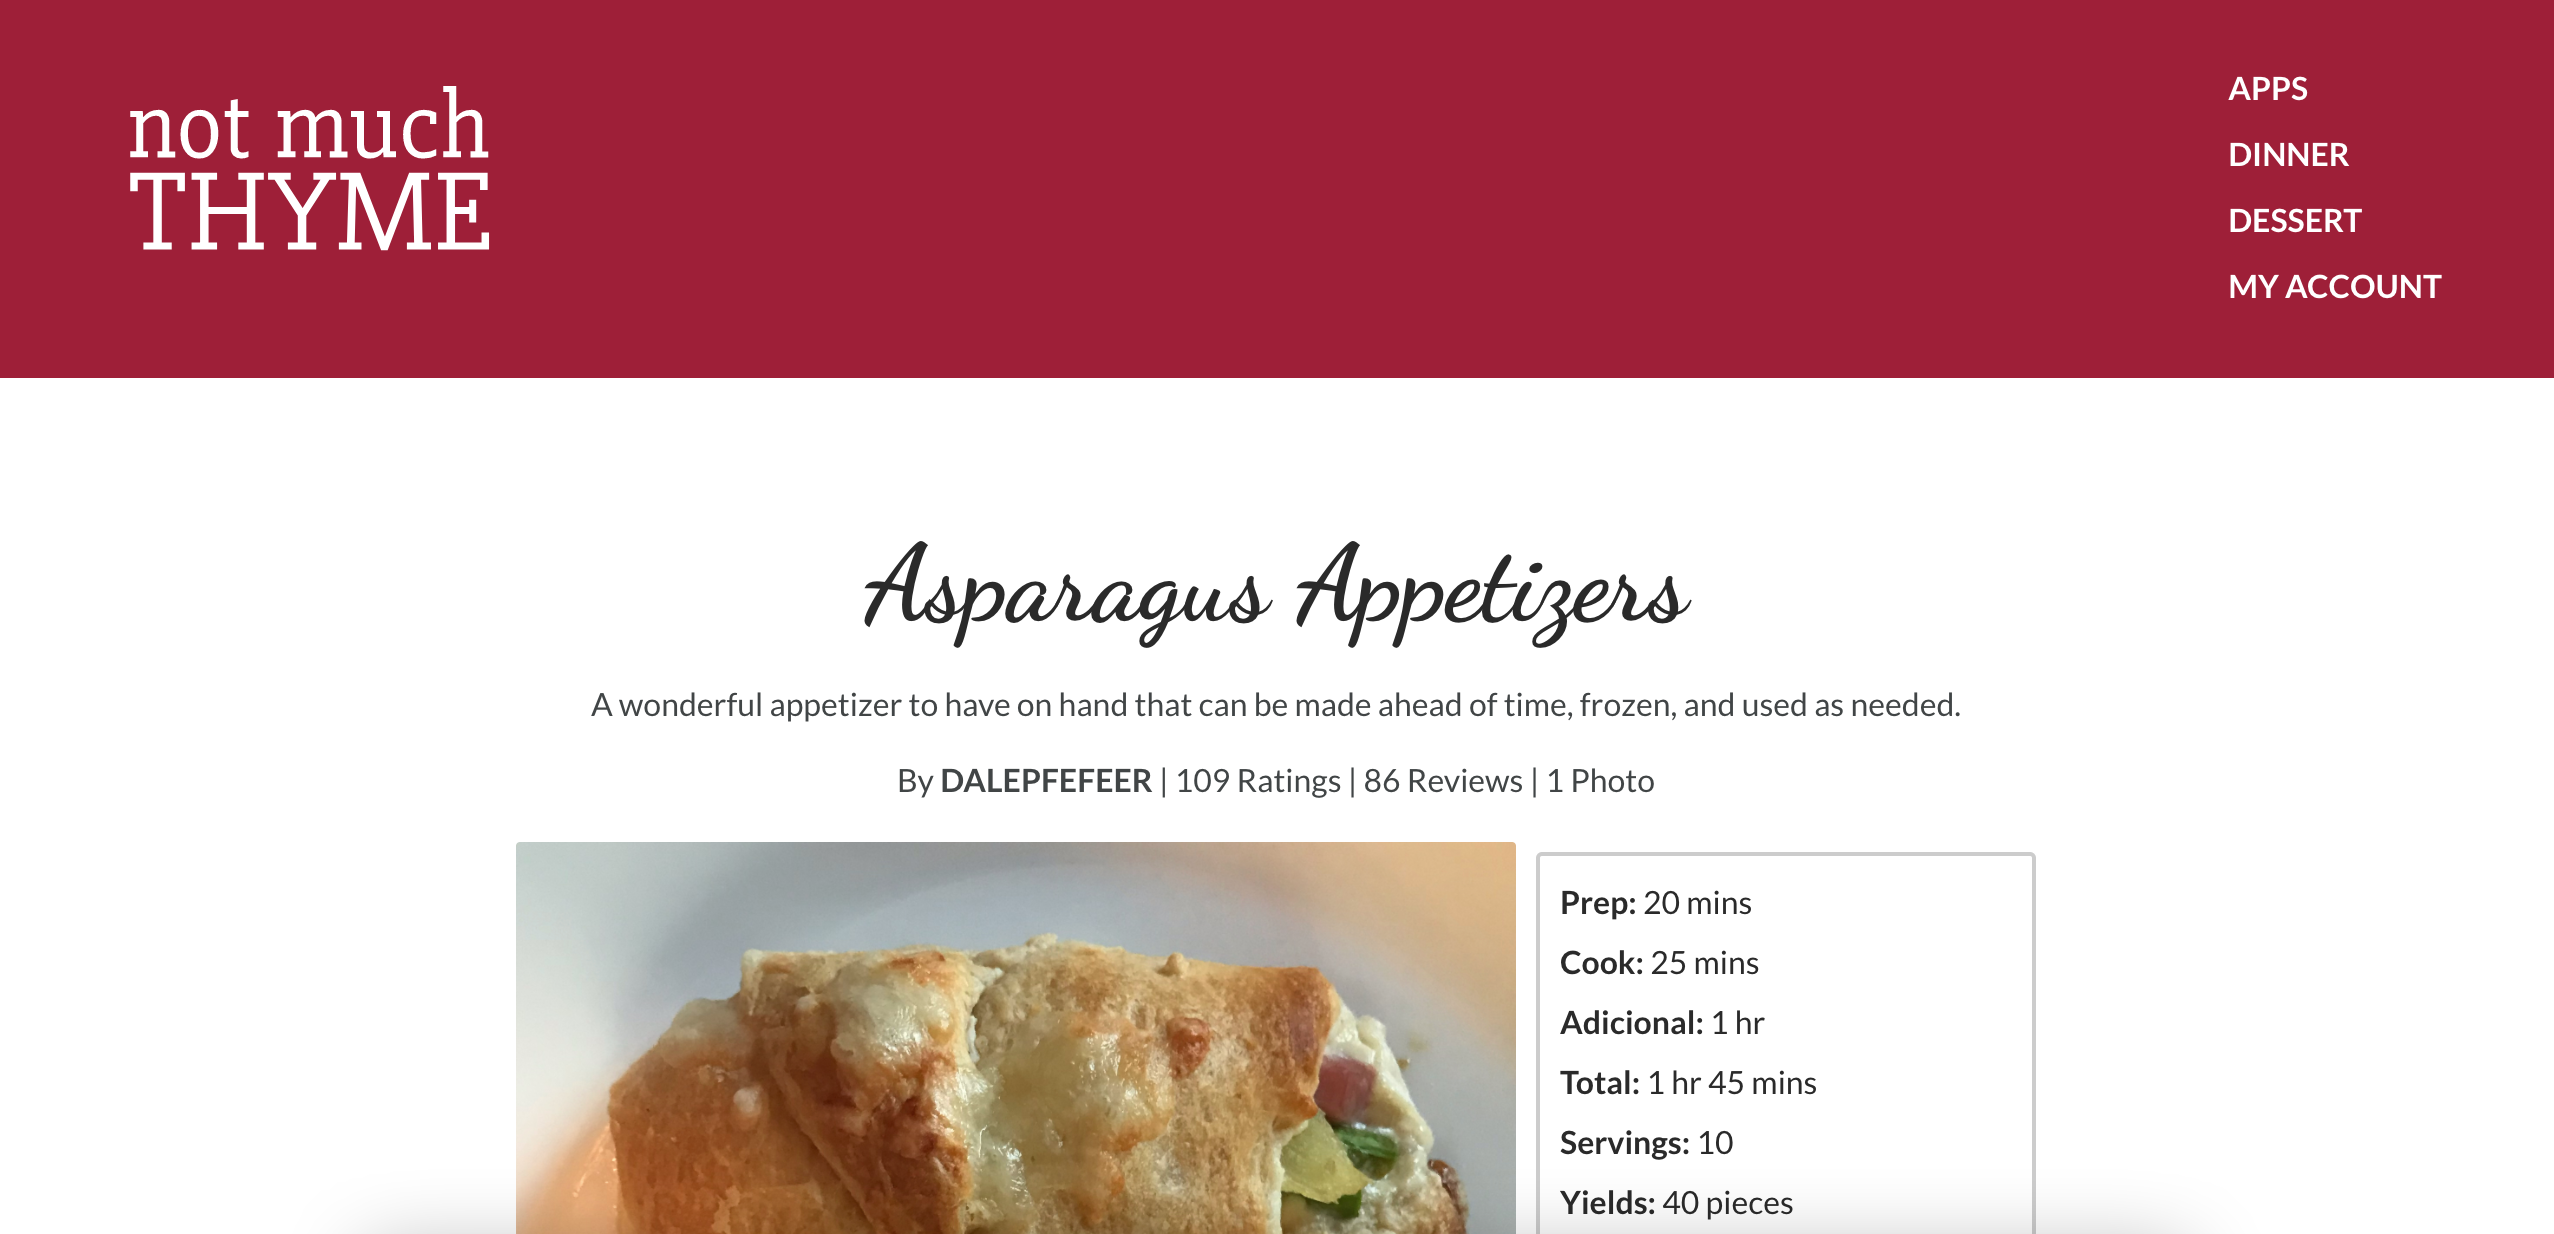 not much
THYME
APPS
DINNER
DESSERT
MY ACCOUNT
Asparagus Appetizers
A wonderful appetizer to have on hand that can be made ahead of time, frozen, and used as needed.
By DALEPFEFEER | 109 Ratings | 86 Reviews | 1 Photo
Prep: 20 mins
Cook: 25 mins
Adicional: 1 hr
Total: 1 hr 45 mins
Servings: 10
Yields: 40 pieces